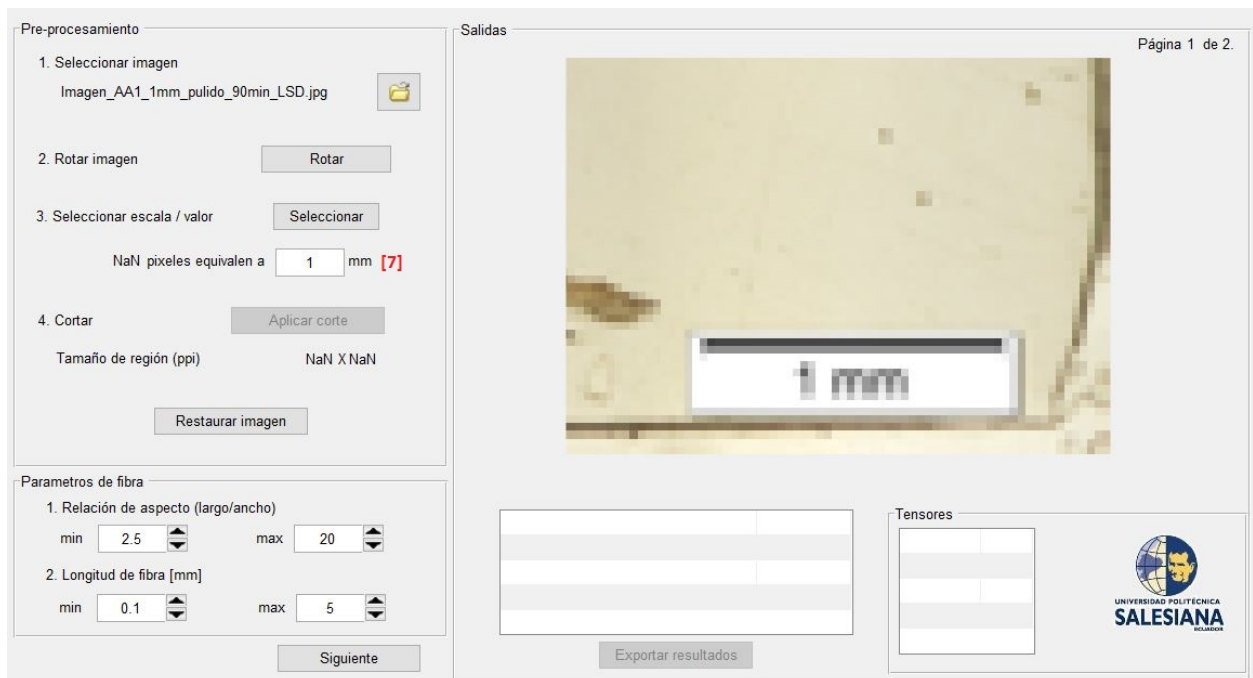 Pre-procesamiento
1. Seleccionar imagen
Imagen_AA1_1mm_pulido_90min_LSD.jpg
2. Rotar imagen
Rotar
3. Seleccionar escala / valor
Seleccionar
NaN pixeles equivalen a 1 mm [7]
4. Cortar
Aplicar corte
Tamaño de región (ppi)
NaN X NaN
Restaurar imagen
Parametros de fibra
1. Relación de aspecto (largo/ancho)
min 2.5 max 20
2. Longitud de fibra [mm]
min 0.1 max 5
Siguiente
Salidas
Página 1 de 2.
1 mm
Exportar resultados
Tensores
UNIVERSIDAD POLITÉCNICA
SALESIANA
ECUADOR